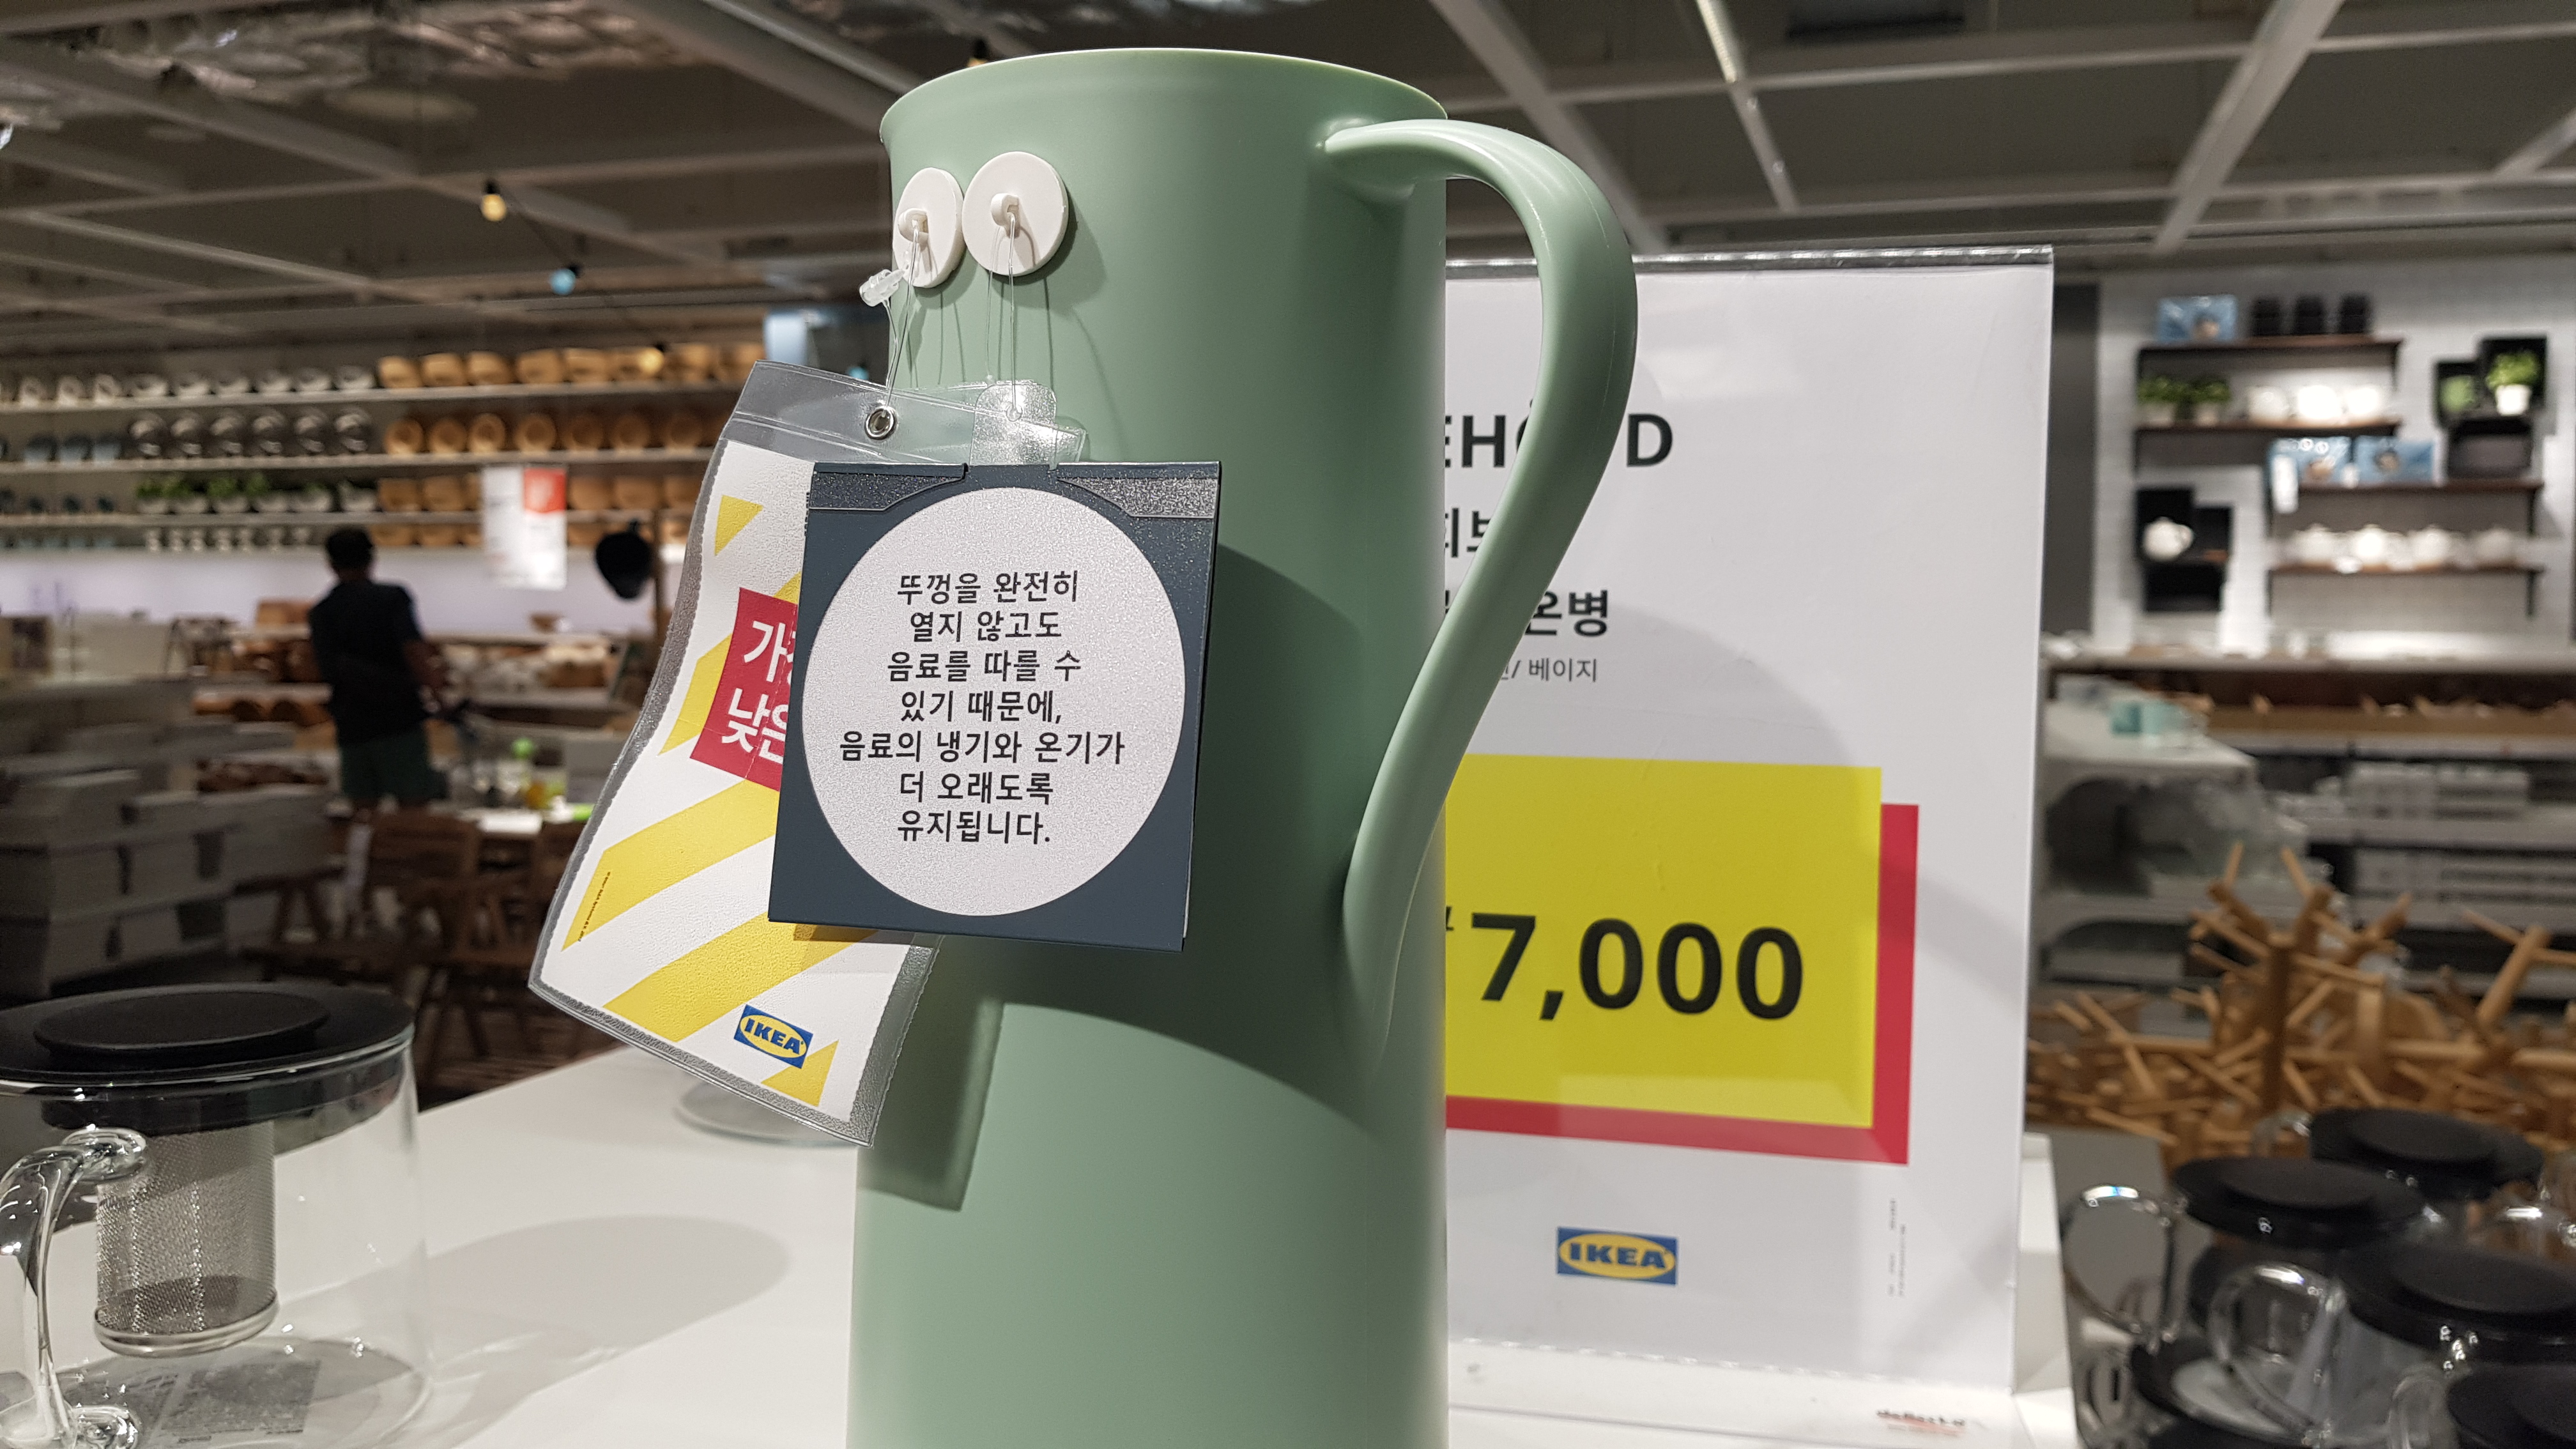 뚜껑을 완전히
열지 않고도
음료를 따를 수
있기 때문에,
음료의 냉기와 온기가
더 오래도록
유지됩니다.
낮은
IKEA
온병
/ 베이지
7,000
IKEA